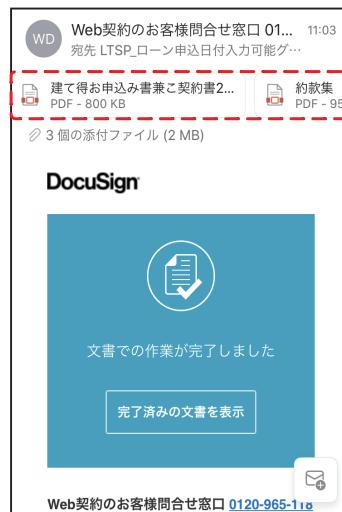 WD
Web契約のお客様問合せ窓口 01... 11:03
宛先 LTSP_ローン申込日付入力可能グ…
建て得お申込み書兼ご契約書2... 約款集
PDF - 800 KB PDF - 95
3 個の添付ファイル (2 MB)
DocuSign
文書での作業が完了しました
完了済みの文書を表示
Web契約のお客様問合せ窓口 0120-965-118